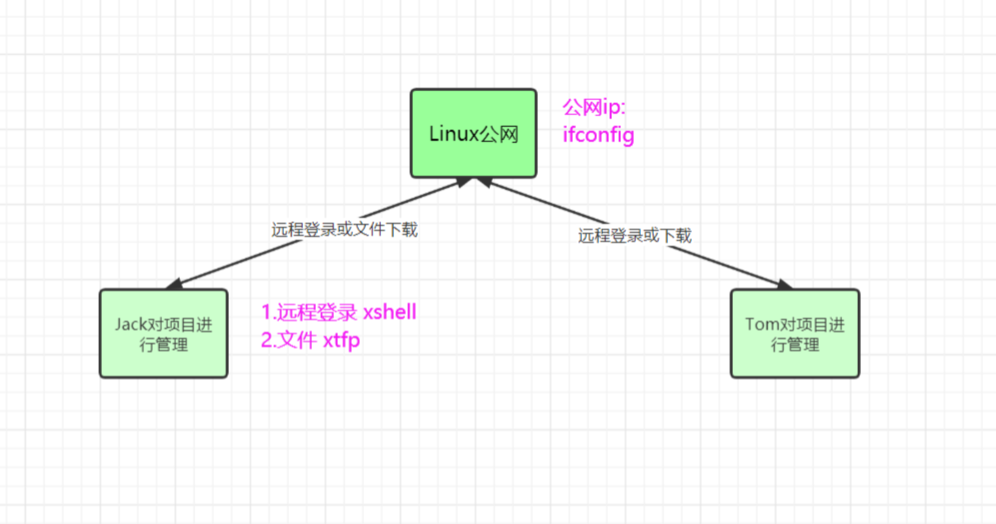 Linux公网
公网ip:
ifconfig
远程登录或文件下载
远程登录或下载
Jack对项目进
行管理
1.远程登录 xshell
2.文件 xtfp
Tom对项目进
行管理